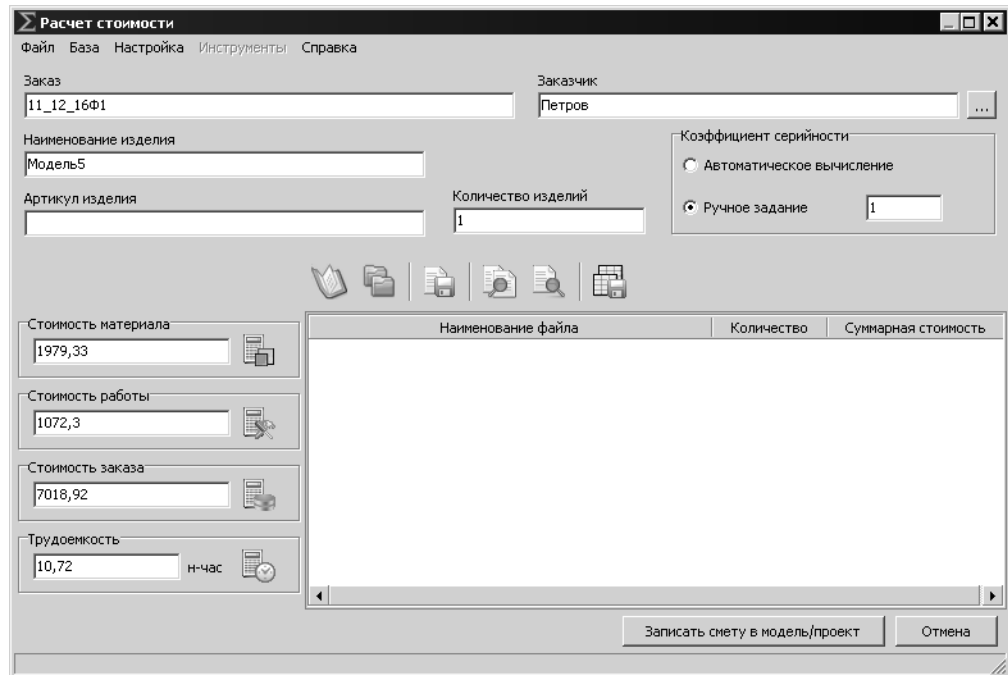 Расчет стоимости
Файл База Настройка Инструменты Справка
Заказ
11_12_16Ф1
Заказчик
Петров
...
Наименование изделия
Модель5
Коэффициент серийности
Автоматическое вычисление
Ручное задание 1
Артикул изделия
Количество изделий
1
Стоимость материала
1979,33
Стоимость работы
1072,3
Стоимость заказа
7018,92
Трудоемкость
10,72 н-час
Наименование файла Количество Суммарная стоимость
Записать смету в модель/проект Отмена